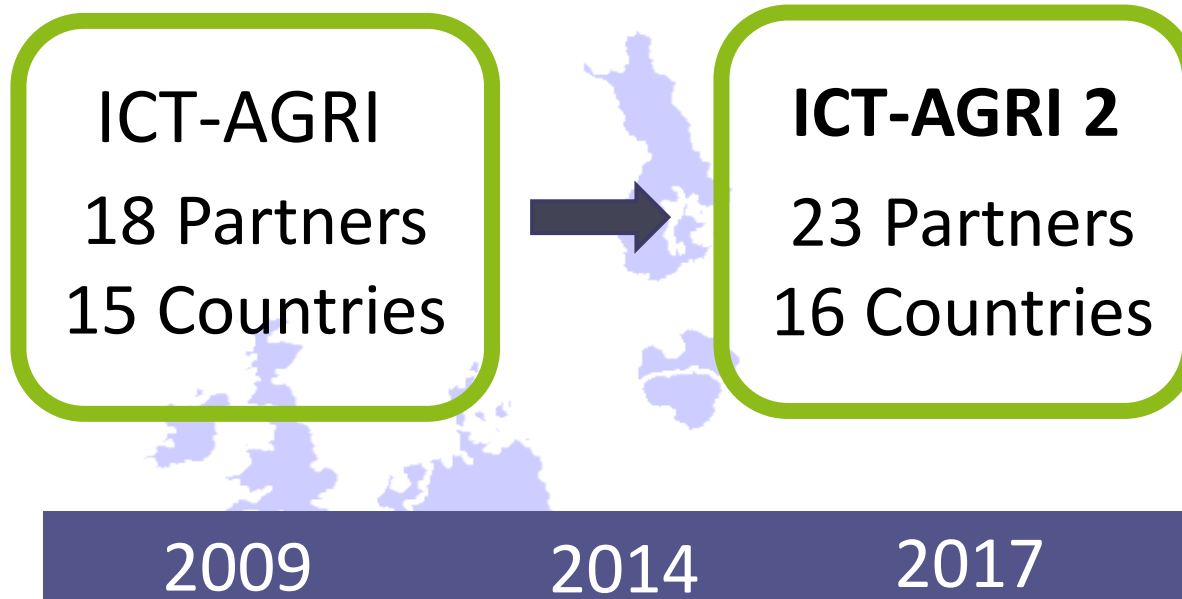 ICT-AGRI
18 Partners
15 Countries
ICT-AGRI 2
23 Partners
16 Countries
2009 2014 2017